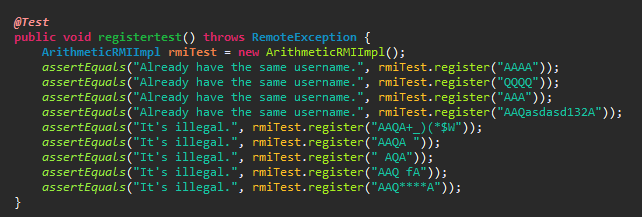 @Test
public void registertest() throws RemoteException {
ArithmeticRMIImpl rmiTest = new ArithmeticRMIImpl();
assertEquals("Already have the same username.", rmiTest.register("AAAA"));
assertEquals("Already have the same username.", rmiTest.register("QQQQ"));
assertEquals("Already have the same username.", rmiTest.register("AAA"));
assertEquals("Already have the same username.", rmiTest.register("AAQasdasd132A"));
assertEquals("It's illegal.", rmiTest.register("AAQA+_)(*$W"));
assertEquals("It's illegal.", rmiTest.register("AAQA "));
assertEquals("It's illegal.", rmiTest.register(" AQA"));
assertEquals("It's illegal.", rmiTest.register("AAQ fA"));
assertEquals("It's illegal.", rmiTest.register("AAQ****A"));
}